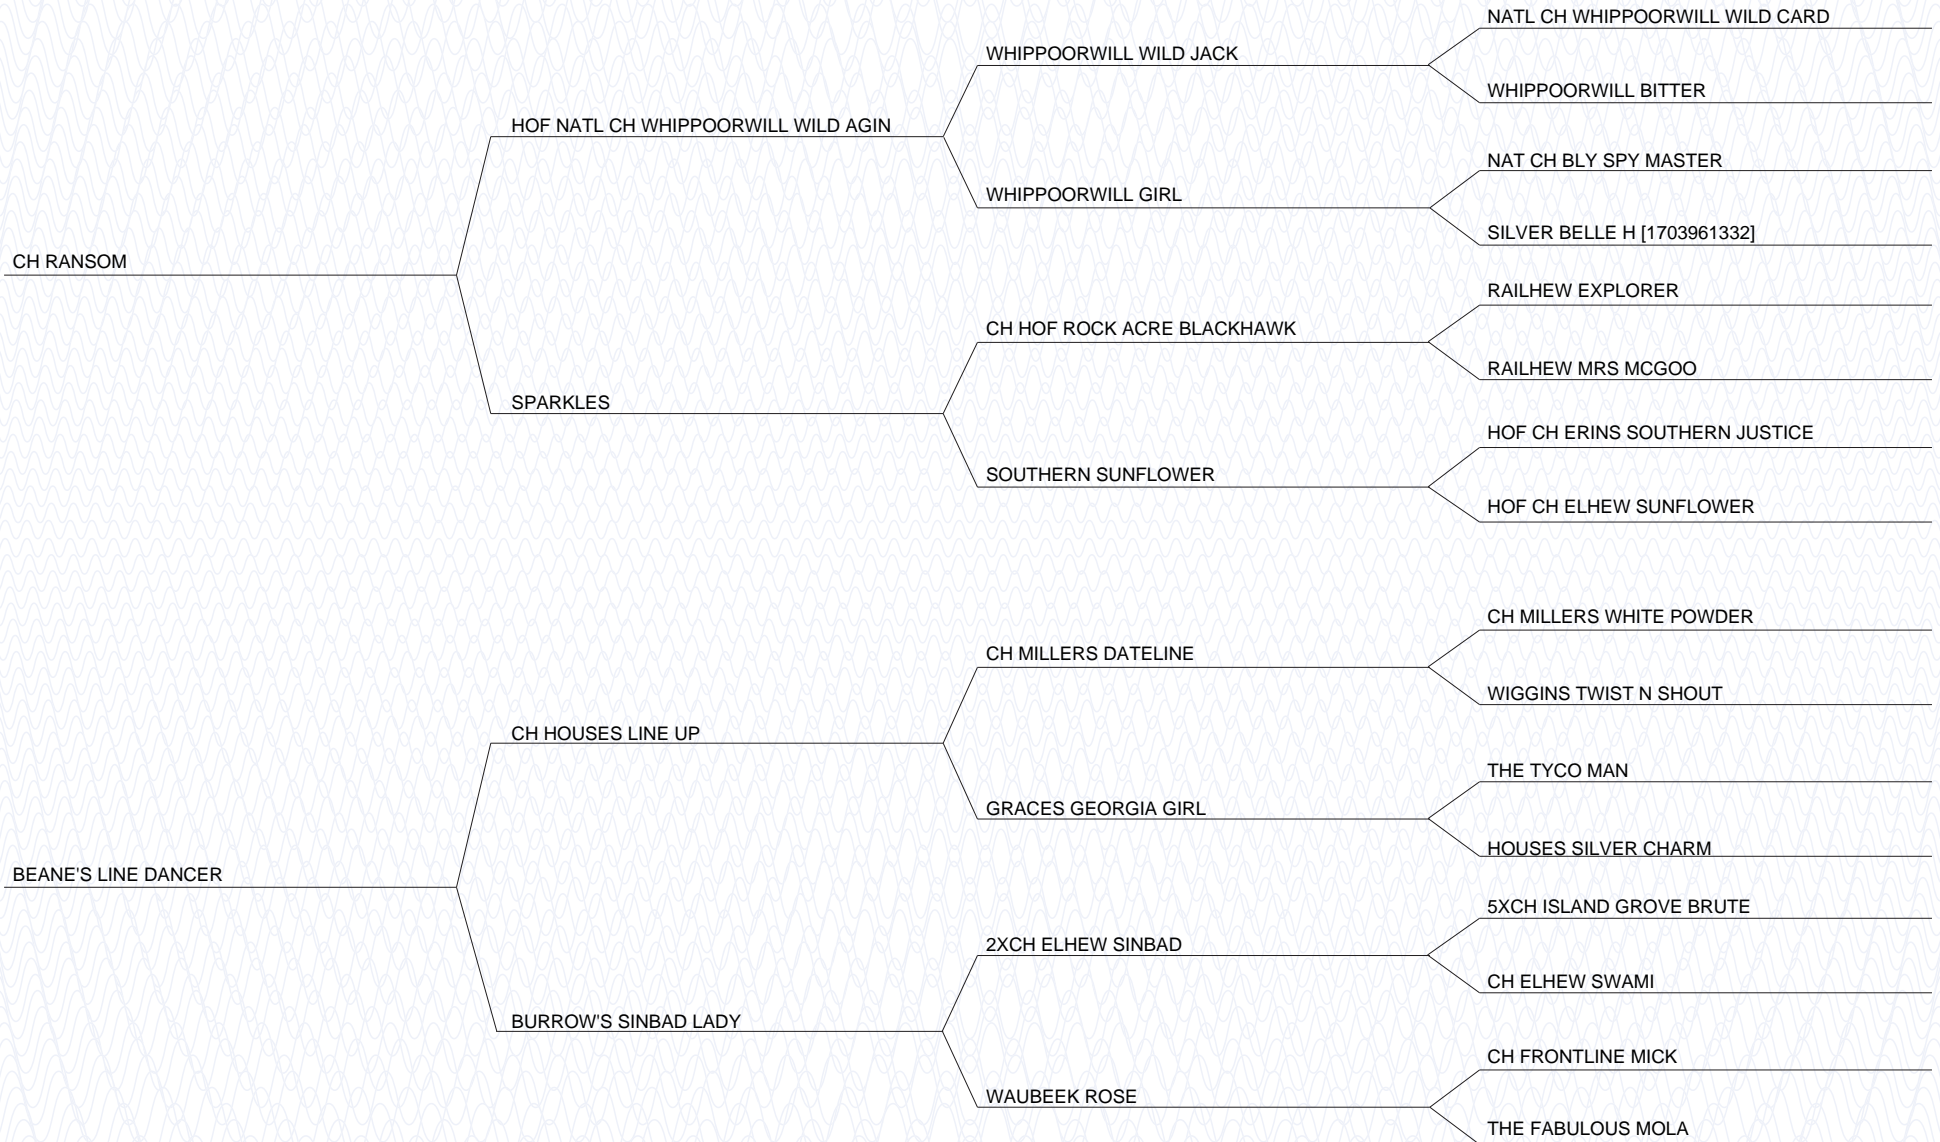 NATL CH WHIPPOORWILL WILD CARD
WHIPPOORWILL WILD JACK
WHIPPOORWILL BITTER
HOF NATL CH WHIPPOORWILL WILD AGIN
NAT CH BLY SPY MASTER
WHIPPOORWILL GIRL
SILVER BELLE H [1703961332]
CH RANSOM
RAILHEW EXPLORER
CH HOF ROCK ACRE BLACKHAWK
RAILHEW MRS MCGOO
SPARKLES
HOF CH ERINS SOUTHERN JUSTICE
SOUTHERN SUNFLOWER
HOF CH ELHEW SUNFLOWER
CH MILLERS WHITE POWDER
CH MILLERS DATELINE
WIGGINS TWIST N SHOUT
CH HOUSES LINE UP
THE TYCO MAN
GRACES GEORGIA GIRL
HOUSES SILVER CHARM
BEANE'S LINE DANCER
5XCH ISLAND GROVE BRUTE
2XCH ELHEW SINBAD
CH ELHEW SWAMI
BURROW'S SINBAD LADY
CH FRONTLINE MICK
WAUBEEK ROSE
THE FABULOUS MOLA